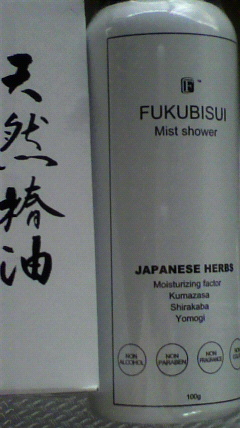 天然椿油
F
TM
FUKUBISUI
Mist shower
JAPANESE HERBS
Moisturizing factor
Kumazasa
Shirakaba
Yomogi
NON
ALCOHOL
NON
PARABEN
NON
FRAGRANCE
100g